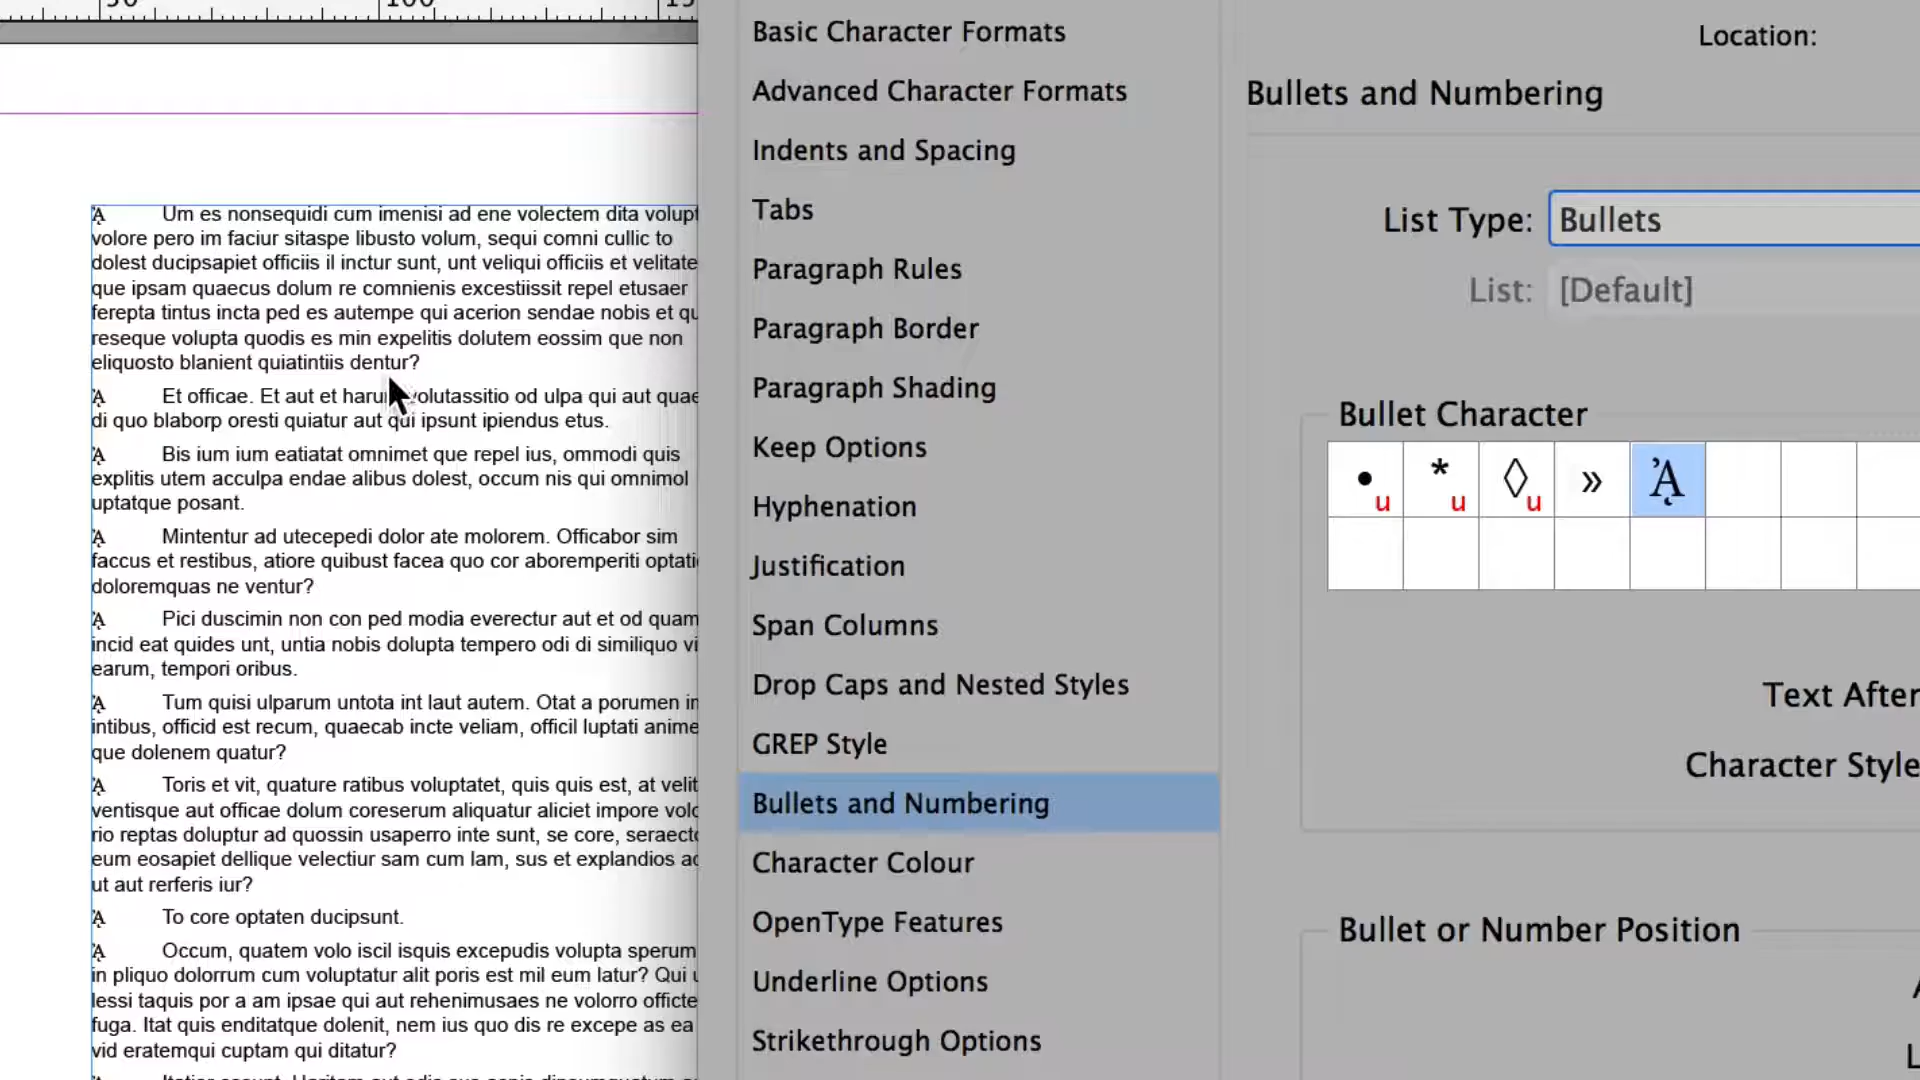 50
100
Um es nonsequidi cum imenisi ad ene volectem dita volupt
volore pero im faciur sitaspe libusto volum, sequi comni cullic to
dolest ducipsapiet officiis il inctur sunt, unt veliqui officiis et velitate
que ipsam quaecus dolum re comnienis excestiissit repel etusaer
ferepta tintus incta ped es autempe qui acerion sendae nobis et qu
reseque volupta quodis es min expelitis dolutem eossim que non
eliquosto blanient quiatintiis dentur?
Et officae. Et aut et harum volutassitio od ulpa qui aut quae
di quo blaborp oresti quiatur aut qui ipsunt ipiendus etus.
Bis ium ium eatiatat omnimet que repel ius, ommodi quis
explitis utem acculpa endae alibus dolest, occum nis qui omnimol
uptatque posant.
Mintentur ad utecepedi dolor ate molorem. Officabor sim
faccus et restibus, atiore quibust facea quo cor aboremperiti optati
doloremquas ne ventur?
Pici duscimin non con ped modia everectur aut et od quam
incid eat quides unt, untia nobis dolupta tempero odi di similiquo vi
earum, tempori oribus.
Tum quisi ulparum untota int laut autem. Otat a porumen in
intibus, officid est recum, quaecab incte veliam, officil luptati anime
que dolenem quatur?
Toris et vit, quature ratibus voluptatet, quis quis est, at velit
ventisque aut officae dolum coreserum aliquatur aliciet impore volo
rio reptas doluptur ad quossin usaperro inte sunt, se core, seraecto
eum eosapiet dellique velectiur sam cum lam, sus et explandios ac
ut aut rerferis iur?
To core optaten ducipsunt.
Occum, quatem volo iscil isquis excepudis volupta sperum
in pliquo dolorrum cum voluptatur alit poris est mil eum latur? Qui u
lessi taquis por a am ipsae qui aut rehenimusaes ne volorro officte
fuga. Itat quis enditatque dolenit, nem ius quo dis re excepe as ea
vid eratemqui cuptam qui ditatur?
Basic Character Formats
Advanced Character Formats
Indents and Spacing
Tabs
Paragraph Rules
Paragraph Border
Paragraph Shading
Keep Options
Hyphenation
Justification
Span Columns
Drop Caps and Nested Styles
GREP Style
Bullets and Numbering
Character Colour
OpenType Features
Underline Options
Strikethrough Options
Location:
Bullets and Numbering
List Type: Bullets
List: [Default]
Bullet Character
• u * u ◊ u » ᾌ
Text After
Character Style
Bullet or Number Position